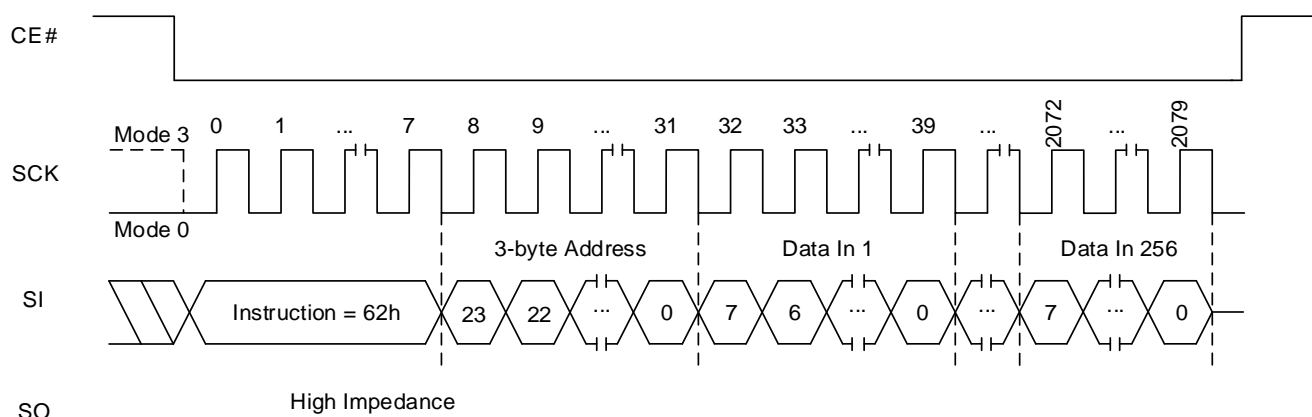 CE#
Mode 3 0 1 ... 7 8 9 ... 31 32 33 ... 39 ... 2072 ... 2079
SCK
Mode 0
3-byte Address Data In 1 Data In 256
SI Instruction = 62h 23 22 ... 0 7 6 ... 0 ... 7 ... 0
High Impedance
SO